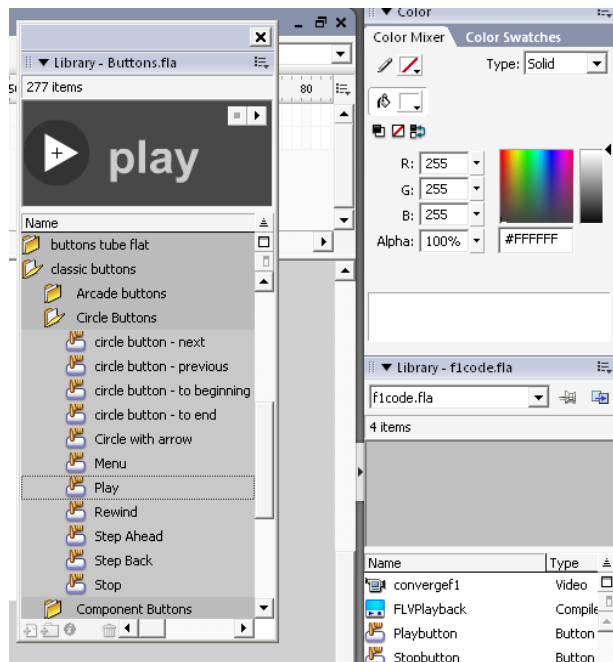 Library - Buttons.fla
277 items
play
Name
buttons tube flat
classic buttons
Arcade buttons
Circle Buttons
circle button - next
circle button - previous
circle button - to beginning
circle button - to end
Circle with arrow
Menu
Play
Rewind
Step Ahead
Step Back
Stop
Component Buttons
80
Color
Color Mixer
Color Swatches
Type: Solid
R: 255
G: 255
B: 255
Alpha: 100%
#FFFFFF
Library - f1code.fla
f1code.fla
4 items
Name
Type
convergef1
Video
FLVPlayback
Compile
Playbutton
Button
Stopbutton
Button